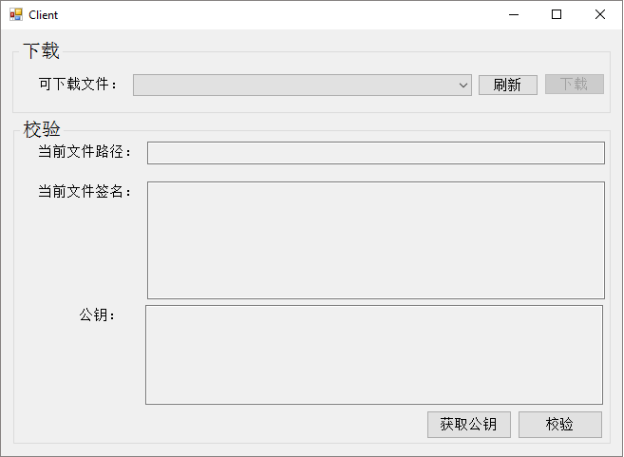 Client
下载
可下载文件： 刷新 下载
校验
当前文件路径：
当前文件签名：
公钥：
获取公钥 校验